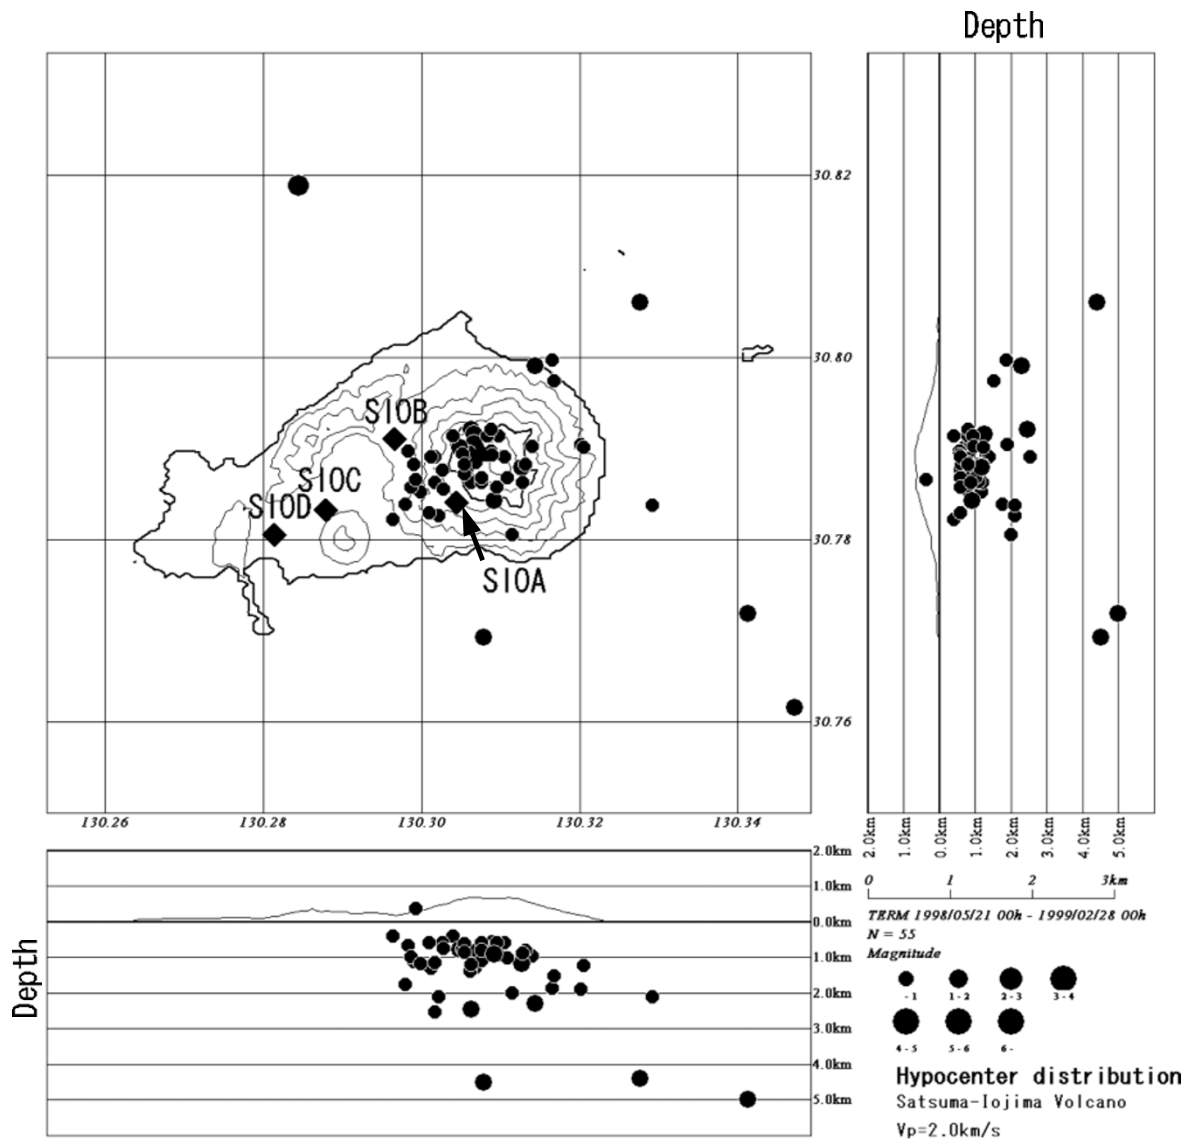 Depth
30.82
30.80
SIOB
SIOC
SIOD
SIOA
30.78
30.76
130.26 130.28 130.30 130.32 130.34
2.0km 1.0km 0.0km 1.0km 2.0km 3.0km 4.0km 5.0km
0 1 2 3km
TERM 1998/05/21 00h - 1999/02/28 00h
N = 55
Magnitude
- 1 1 - 2 2 - 3 3 - 4
4 - 5 5 - 6 6 -
Hypocenter distribution
Satsuma-Iojima Volcano
Vp=2.0km/s
Depth
2.0km
1.0km
0.0km
1.0km
2.0km
3.0km
4.0km
5.0km